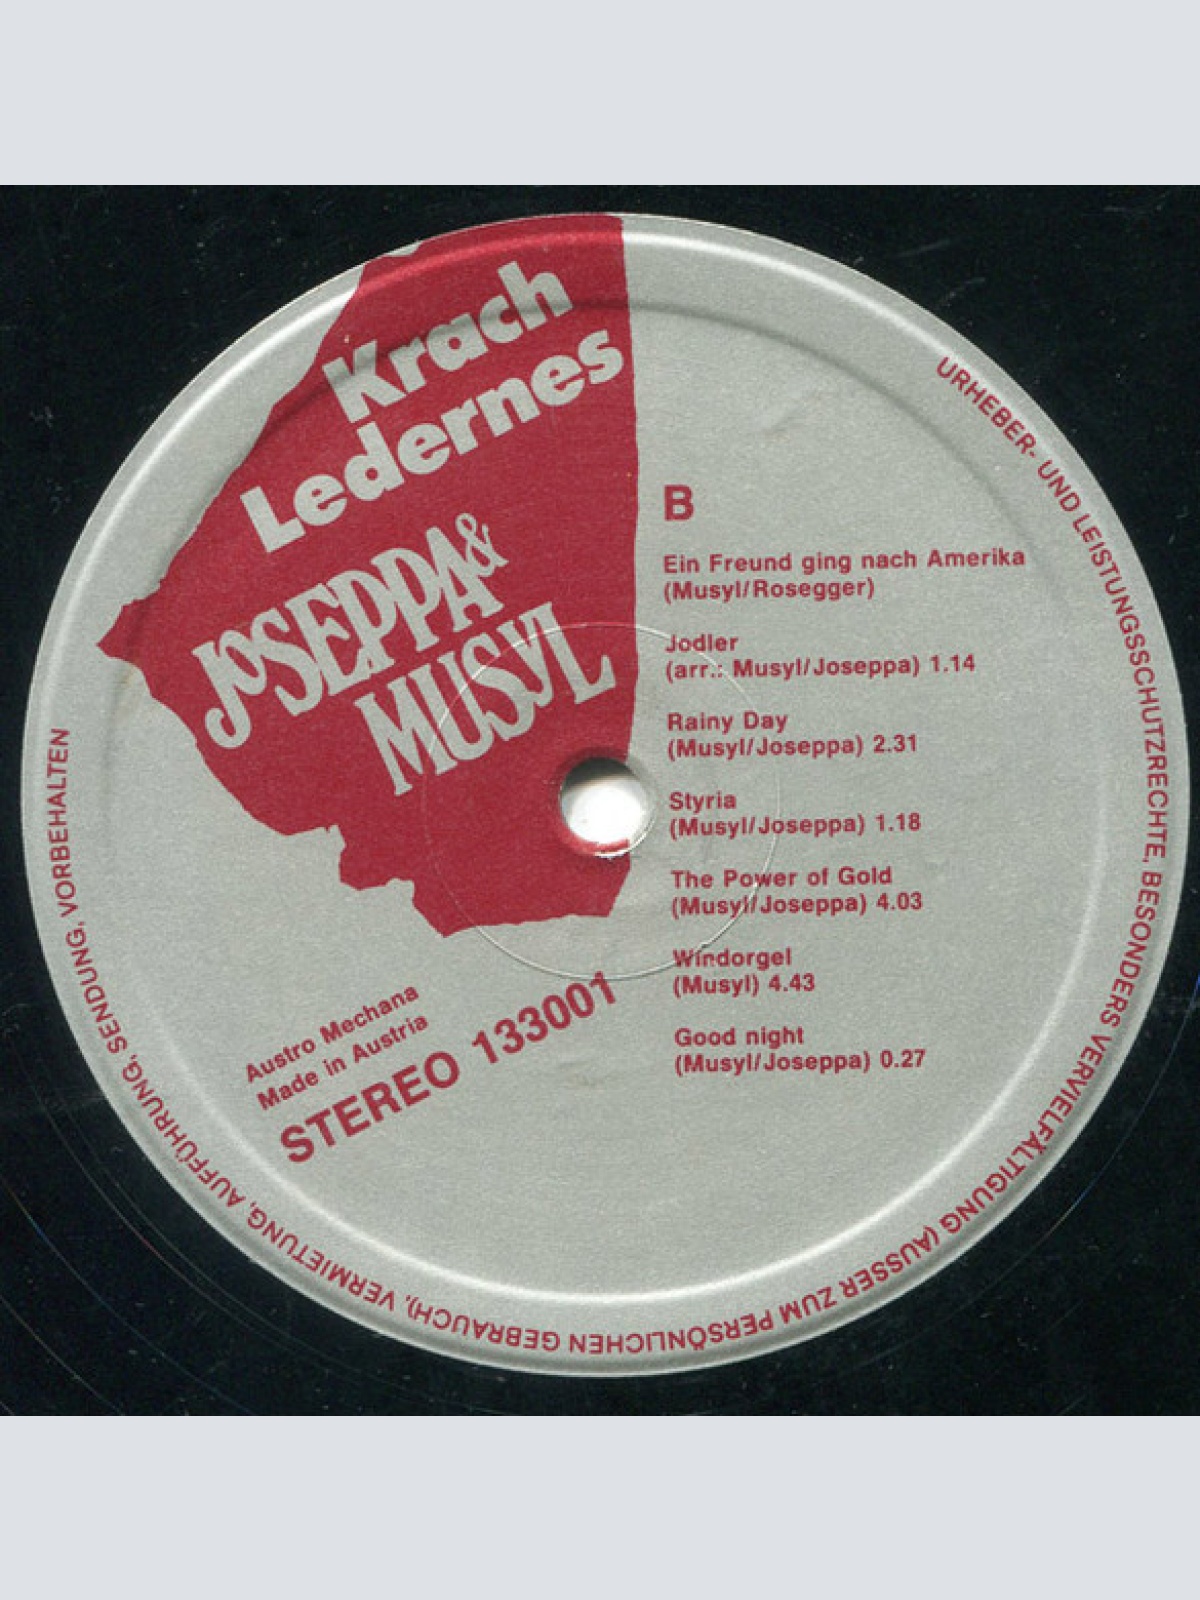 Krach
Ledernes
JOSEPPA &
MUSYL
B
Ein Freund ging nach Amerika
(Musyl/Rosegger)
Jodler
(arr.: Musyl/Joseppa) 1.14
Rainy Day
(Musyl/Joseppa) 2.31
Styria
(Musyl/Joseppa) 1.18
The Power of Gold
(Musyl/Joseppa) 4.03
Windorgel
(Musyl) 4.43
Good night
(Musyl/Joseppa) 0.27
Austro Mechana
Made in Austria
STEREO 133001
URHEBER- UND LEISTUNGSSCHUTZRECHTE, BESONDERS VERVIELFÄLTIGUNG (AUSSER ZUM PERSÖNLICHEN GEBRAUCH), VERMIETUNG, AUFFÜHRUNG, SENDUNG, VORBEHALTEN